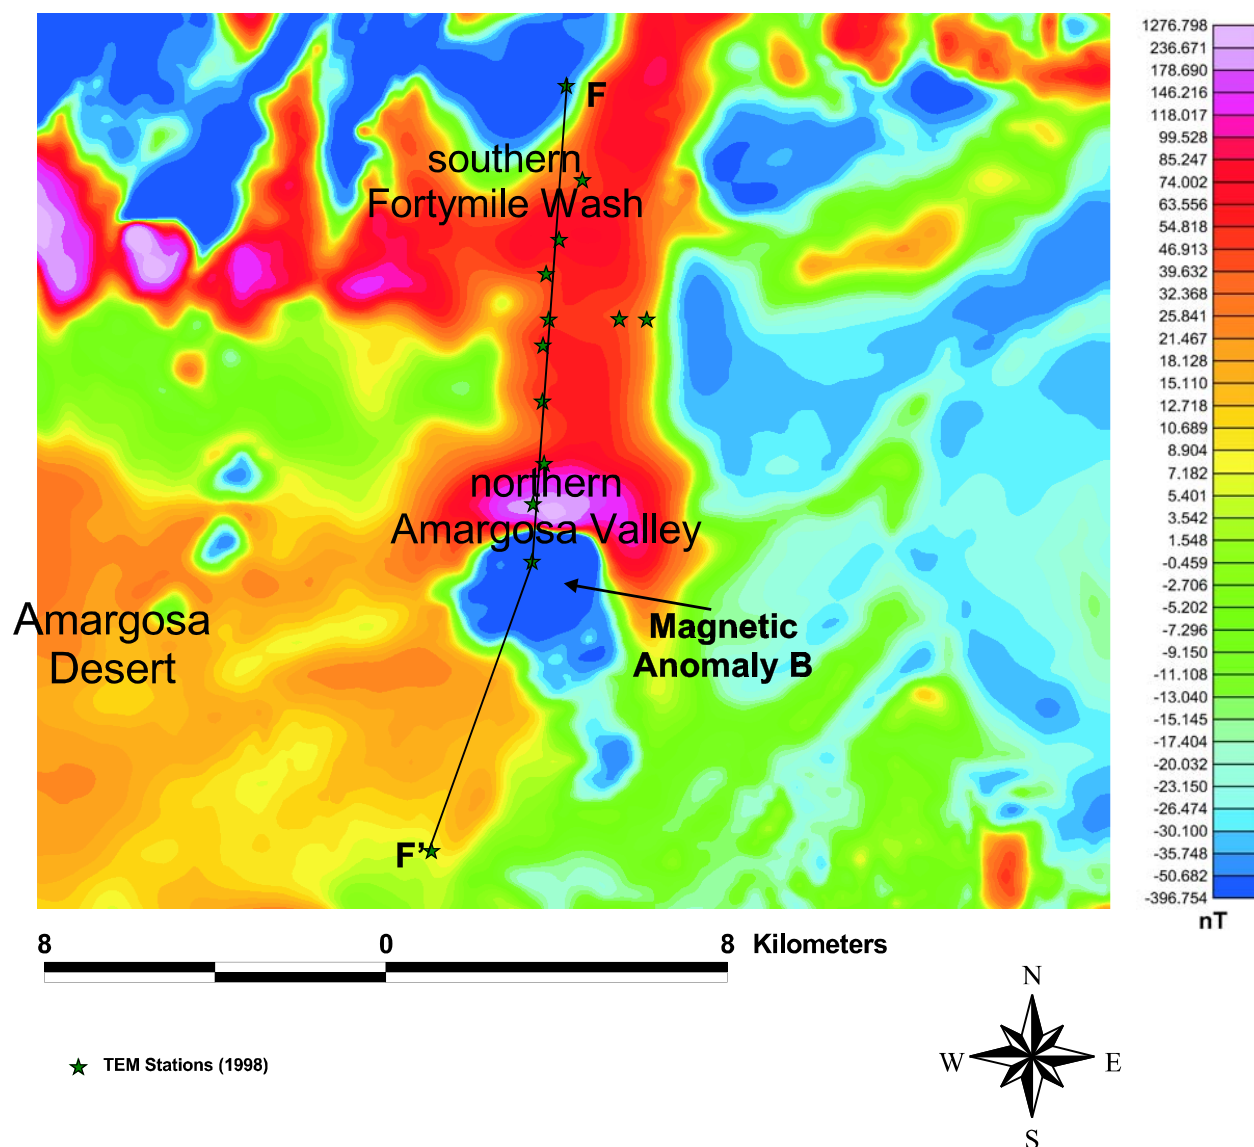 F
southern
Fortymile Wash
northern
Amargosa Valley
Amargosa
Desert
Magnetic
Anomaly B
F'
1276.798
236.671
178.690
146.216
118.017
99.528
85.247
74.002
63.556
54.818
46.913
39.632
32.368
25.841
21.467
18.128
15.110
12.718
10.689
8.904
7.182
5.401
3.542
1.548
-0.459
-2.706
-5.202
-7.296
-9.150
-11.108
-13.040
-15.145
-17.404
-20.032
-23.150
-26.474
-30.100
-35.748
-50.682
-396.754
nT
8 0 8 Kilometers
TEM Stations (1998)
N
W E
S